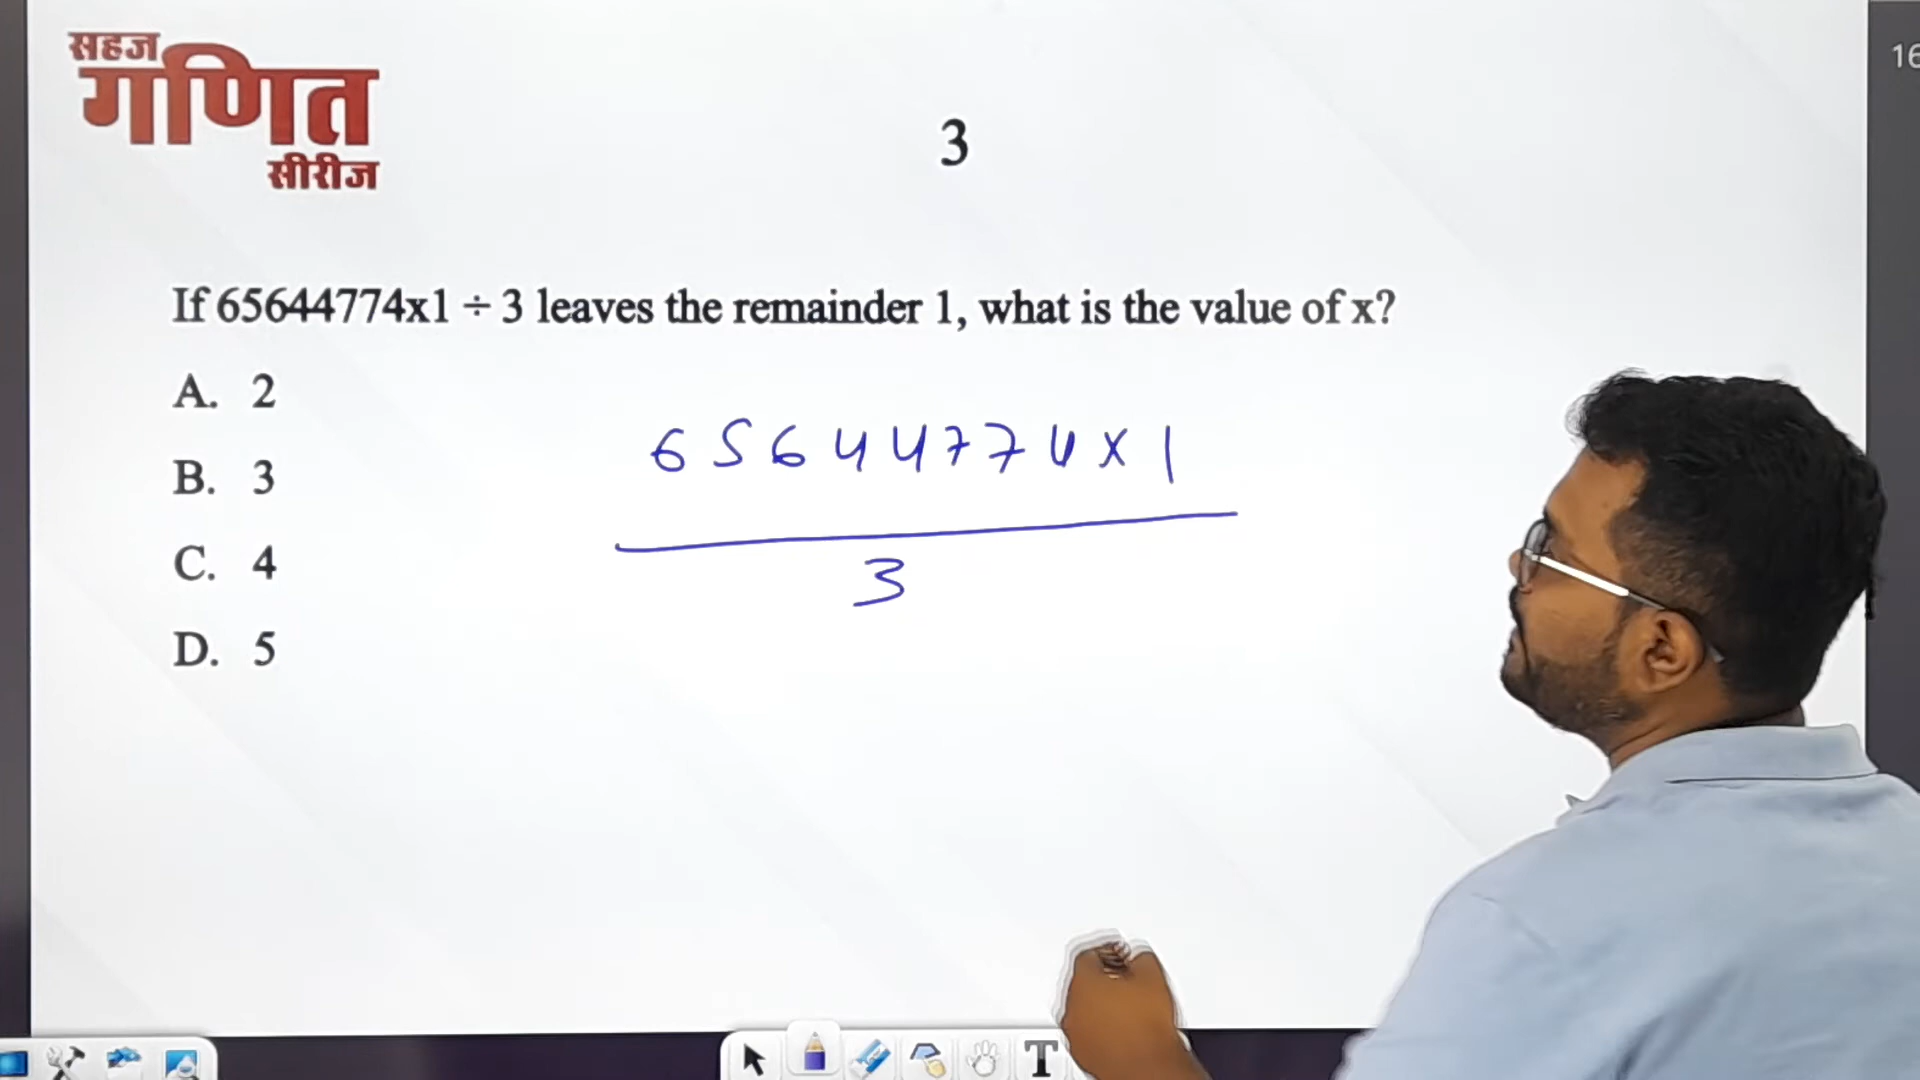 सहज
गणित
सीरीज
16
3
If 65644774x1 ÷ 3 leaves the remainder 1, what is the value of x?
A. 2
B. 3
C. 4
D. 5
65644774x1
3
T